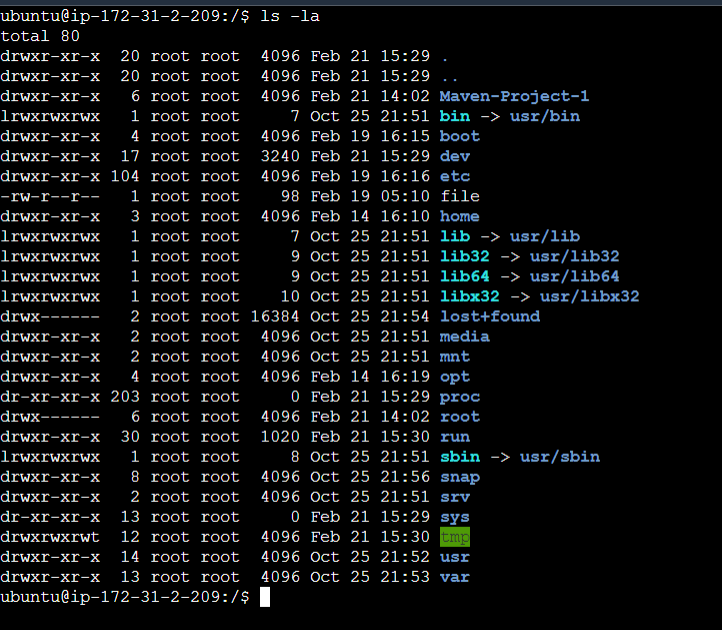 ubuntu@ip-172-31-2-209:/$ ls -la
total 80
drwxr-xr-x  20 root root  4096 Feb 21 15:29 .
drwxr-xr-x  20 root root  4096 Feb 21 15:29 ..
drwxr-xr-x   6 root root  4096 Feb 21 14:02 Maven-Project-1
lrwxrwxrwx   1 root root     7 Oct 25 21:51 bin -> usr/bin
drwxr-xr-x   4 root root  4096 Feb 19 16:15 boot
drwxr-xr-x  17 root root  3240 Feb 21 15:29 dev
drwxr-xr-x 104 root root  4096 Feb 19 16:16 etc
-rw-r--r--   1 root root    98 Feb 19 05:10 file
drwxr-xr-x   3 root root  4096 Feb 14 16:10 home
lrwxrwxrwx   1 root root     7 Oct 25 21:51 lib -> usr/lib
lrwxrwxrwx   1 root root     9 Oct 25 21:51 lib32 -> usr/lib32
lrwxrwxrwx   1 root root     9 Oct 25 21:51 lib64 -> usr/lib64
lrwxrwxrwx   1 root root    10 Oct 25 21:51 libx32 -> usr/libx32
drwx------   2 root root 16384 Oct 25 21:54 lost+found
drwxr-xr-x   2 root root  4096 Oct 25 21:51 media
drwxr-xr-x   2 root root  4096 Oct 25 21:51 mnt
drwxr-xr-x   4 root root  4096 Feb 14 16:19 opt
dr-xr-xr-x 203 root root     0 Feb 21 15:29 proc
drwx------   6 root root  4096 Feb 21 14:02 root
drwxr-xr-x  30 root root  1020 Feb 21 15:30 run
lrwxrwxrwx   1 root root     8 Oct 25 21:51 sbin -> usr/sbin
drwxr-xr-x   8 root root  4096 Oct 25 21:56 snap
drwxr-xr-x   2 root root  4096 Oct 25 21:51 srv
dr-xr-xr-x  13 root root     0 Feb 21 15:29 sys
drwxrwxrwt  12 root root  4096 Feb 21 15:30 tmp
drwxr-xr-x  14 root root  4096 Oct 25 21:52 usr
drwxr-xr-x  13 root root  4096 Oct 25 21:53 var
ubuntu@ip-172-31-2-209:/$